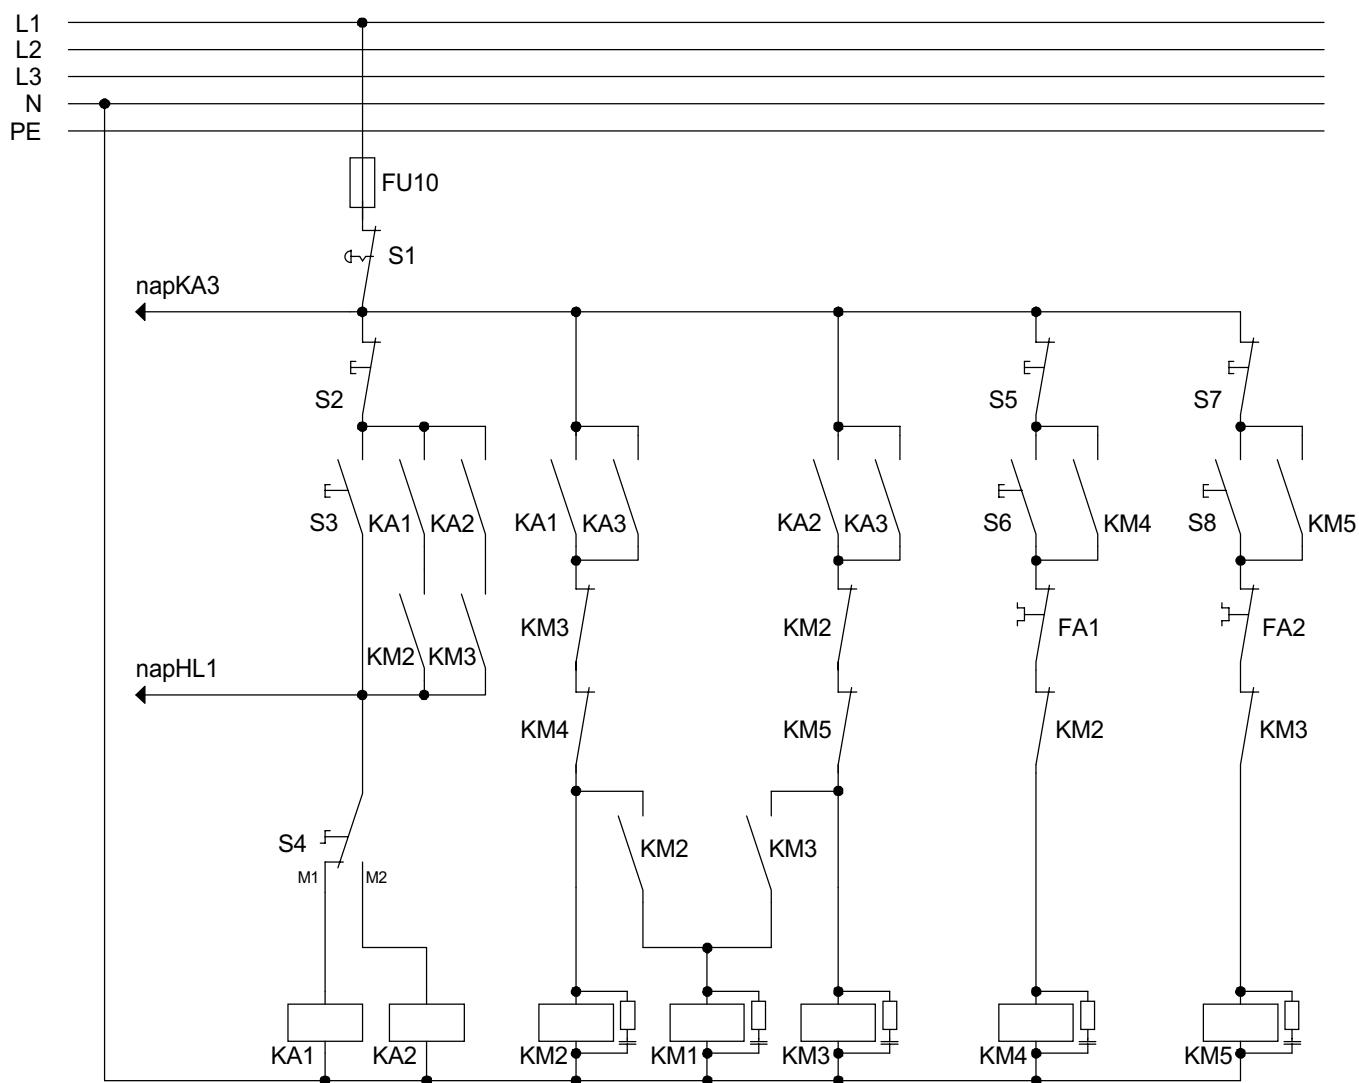 L1
L2
L3
N
PE
FU10
S1
napKA3
S2 S5 S7
S3 KA1 KA2 KA1 KA3 KA2 KA3 S6 KM4 S8 KM5
KM3 KM2 FA1 FA2
KM2 KM3
napHL1
KM4 KM5 KM2 KM3
S4 KM2 KM3
M1 M2
KA1 KA2 KM2 KM1 KM3 KM4 KM5